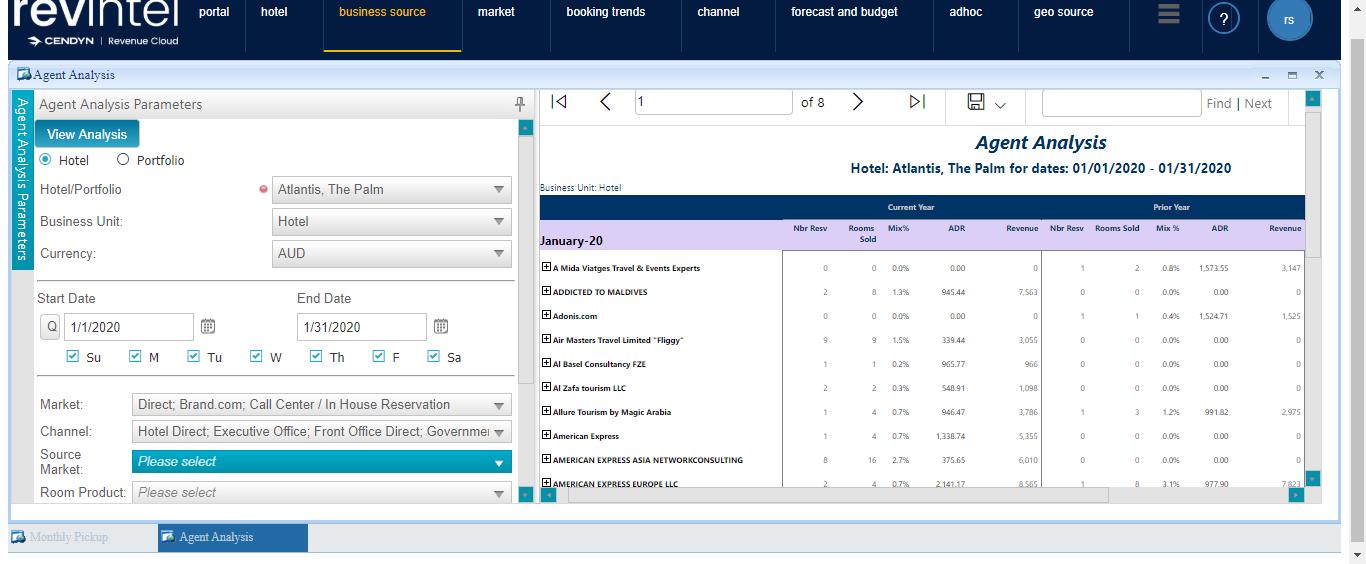 revintel
portal hotel business source market booking trends channel forecast and budget adhoc geo source ? rs
CENDYN | Revenue Cloud
Agent Analysis
Agent Analysis Parameters
Agent Analysis Parameters
View Analysis
Hotel Portfolio
Hotel/Portfolio Atlantis, The Palm
Business Unit: Hotel
Currency: AUD
Start Date End Date
Q 1/1/2020 1/31/2020
Su M Tu W Th F Sa
Market: Direct; Brand.com; Call Center / In House Reservation
Channel: Hotel Direct; Executive Office; Front Office Direct; Governmer
Source Market: Please select
Room Product: Please select
1 of 8 Find | Next
Agent Analysis
Hotel: Atlantis, The Palm for dates: 01/01/2020 - 01/31/2020
Business Unit: Hotel
Current Year Prior Year
January-20 Nbr Resv Rooms Sold Mix% ADR Revenue Nbr Resv Rooms Sold Mix % ADR Revenue
A Mida Viatges Travel & Events Experts 0 0 0.0% 0.00 0 1 2 0.8% 1,573.55 3,147
ADDICTED TO MALDIVES 2 8 1.3% 945.44 7,563 0 0 0.0% 0.00 0
Adonis.com 0 0 0.0% 0.00 0 1 1 0.4% 1,524.71 1,525
Air Masters Travel Limited "Fliggy" 9 9 1.5% 339.44 3,055 0 0 0.0% 0.00 0
Al Basel Consultancy FZE 1 1 0.2% 965.77 966 0 0 0.0% 0.00 0
Al Zafa tourism LLC 2 2 0.3% 548.91 1,098 0 0 0.0% 0.00 0
Allure Tourism by Magic Arabia 1 4 0.7% 946.47 3,786 1 3 1.2% 991.82 2,975
American Express 1 4 0.7% 1,338.74 5,355 0 0 0.0% 0.00 0
AMERICAN EXPRESS ASIA NETWORKCONSULTING 8 16 2.7% 375.65 6,010 0 0 0.0% 0.00 0
AMERICAN EXPRESS EUROPE LLC 2 4 0.7% 2,141.17 8,565 1 8 3.1% 977.90 7,823
Monthly Pickup Agent Analysis